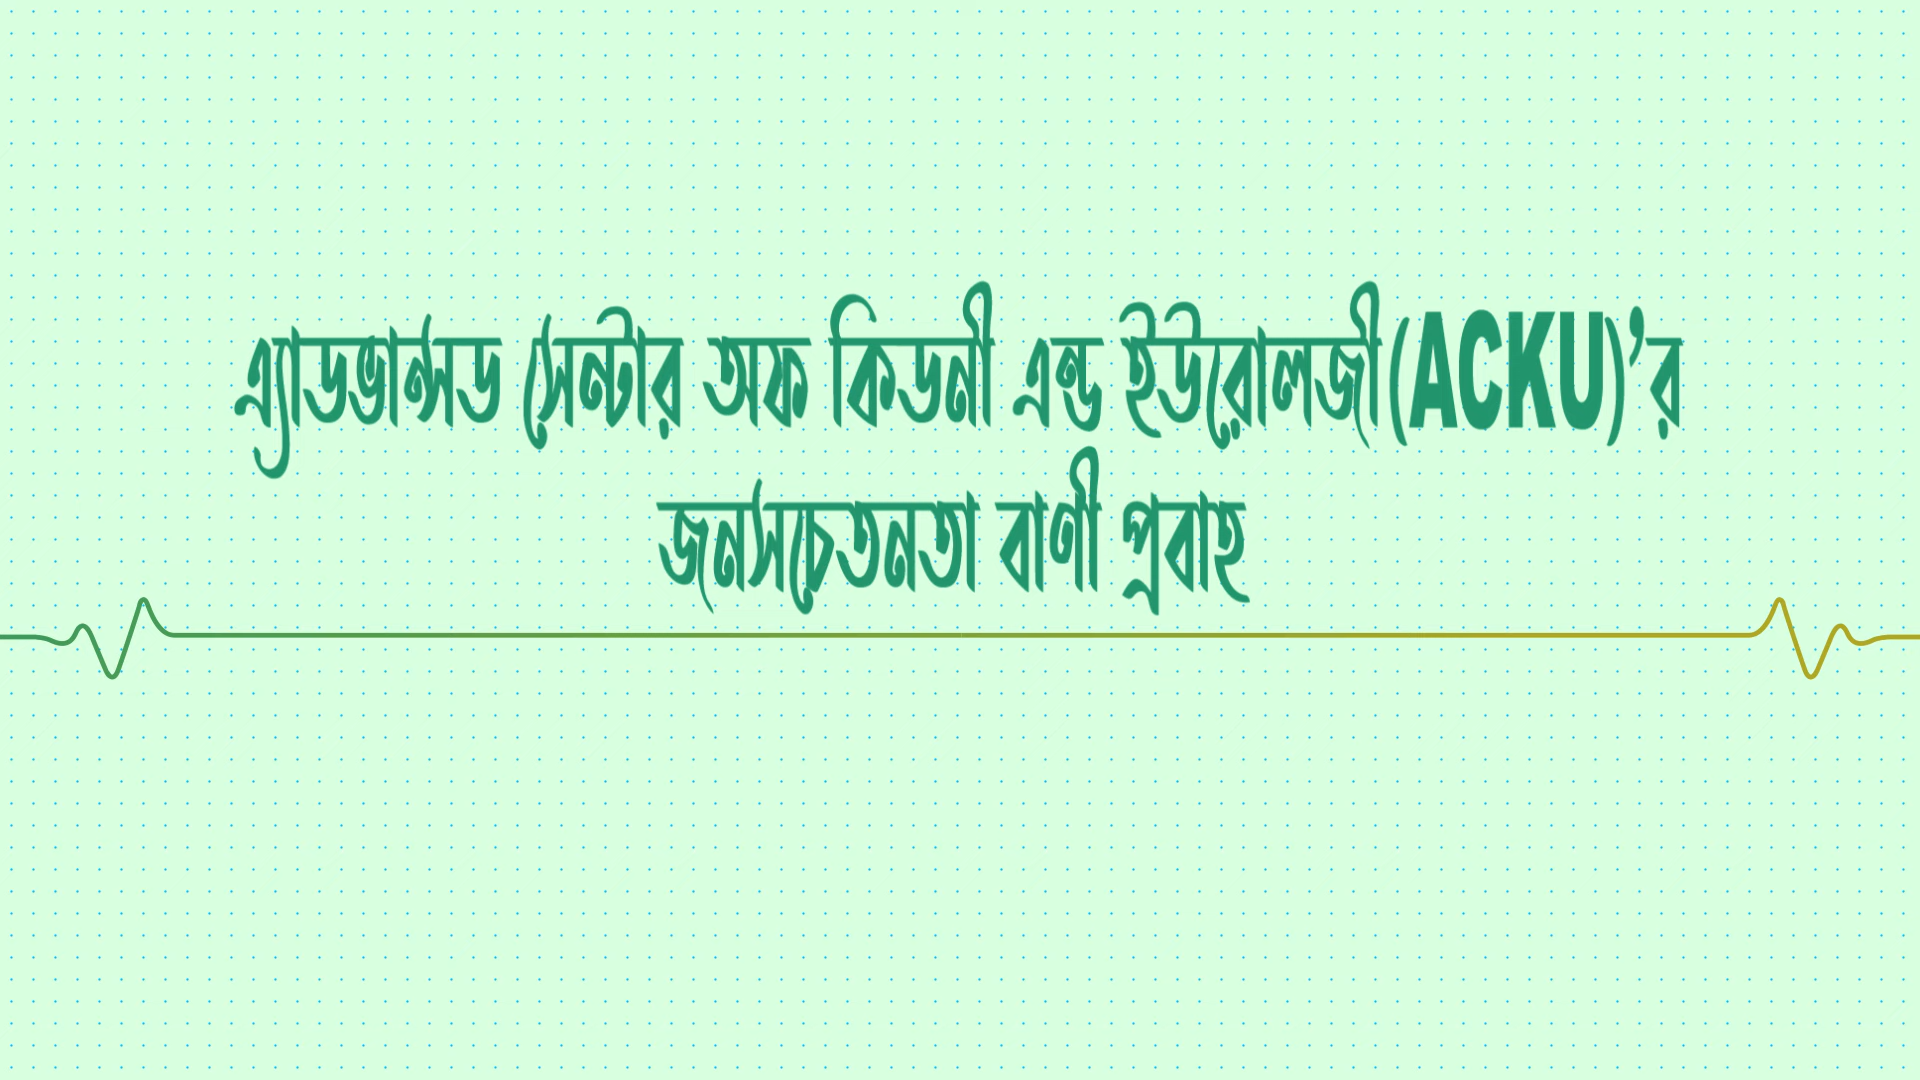 এ্যাডভান্সড সেন্টার অফ কিডনী এন্ড ইউরোলজী(ACKU)’র
জনসচেতনতা বাণী প্রবাহ